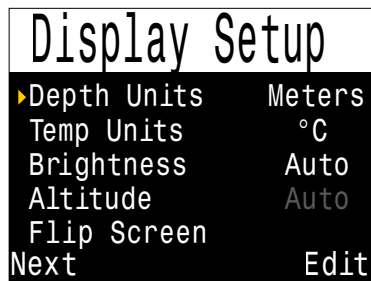 Display Setup
Depth Units Meters
Temp Units °C
Brightness Auto
Altitude Auto
Flip Screen
Next Edit